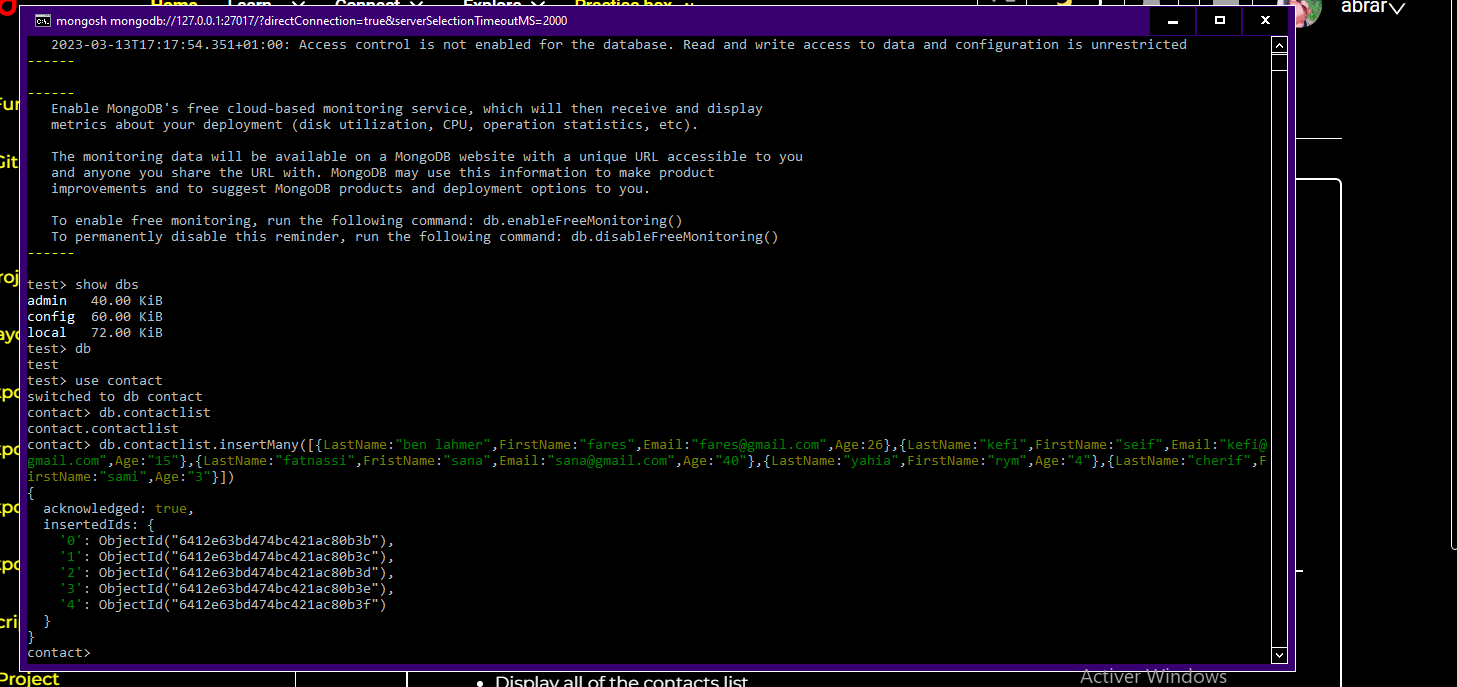 Home Learn Connect Explore Practice box
abrar
mongosh mongodb://127.0.0.1:27017/?directConnection=true&serverSelectionTimeoutMS=2000
2023-03-13T17:17:54.351+01:00: Access control is not enabled for the database. Read and write access to data and configuration is unrestricted
------
------
Enable MongoDB's free cloud-based monitoring service, which will then receive and display
metrics about your deployment (disk utilization, CPU, operation statistics, etc).
The monitoring data will be available on a MongoDB website with a unique URL accessible to you
and anyone you share the URL with. MongoDB may use this information to make product
improvements and to suggest MongoDB products and deployment options to you.
To enable free monitoring, run the following command: db.enableFreeMonitoring()
To permanently disable this reminder, run the following command: db.disableFreeMonitoring()
------
test> show dbs
admin 40.00 KiB
config 60.00 KiB
local 72.00 KiB
test> db
test
test> use contact
switched to db contact
contact> db.contactlist
contact.contactlist
contact> db.contactlist.insertMany([{LastName:"ben lahmer",FirstName:"fares",Email:"fares@gmail.com",Age:26},{LastName:"kefi",FirstName:"seif",Email:"kefi@
gmail.com",Age:"15"},{LastName:"fatnassi",FristName:"sana",Email:"sana@gmail.com",Age:"40"},{LastName:"yahia",FirstName:"rym",Age:"4"},{LastName:"cherif",F
irstName:"sami",Age:"3"}])
{
acknowledged: true,
insertedIds: {
'0': ObjectId("6412e63bd474bc421ac80b3b"),
'1': ObjectId("6412e63bd474bc421ac80b3c"),
'2': ObjectId("6412e63bd474bc421ac80b3d"),
'3': ObjectId("6412e63bd474bc421ac80b3e"),
'4': ObjectId("6412e63bd474bc421ac80b3f")
}
}
contact>
Project
Display all of the contacts list
Activer Windows